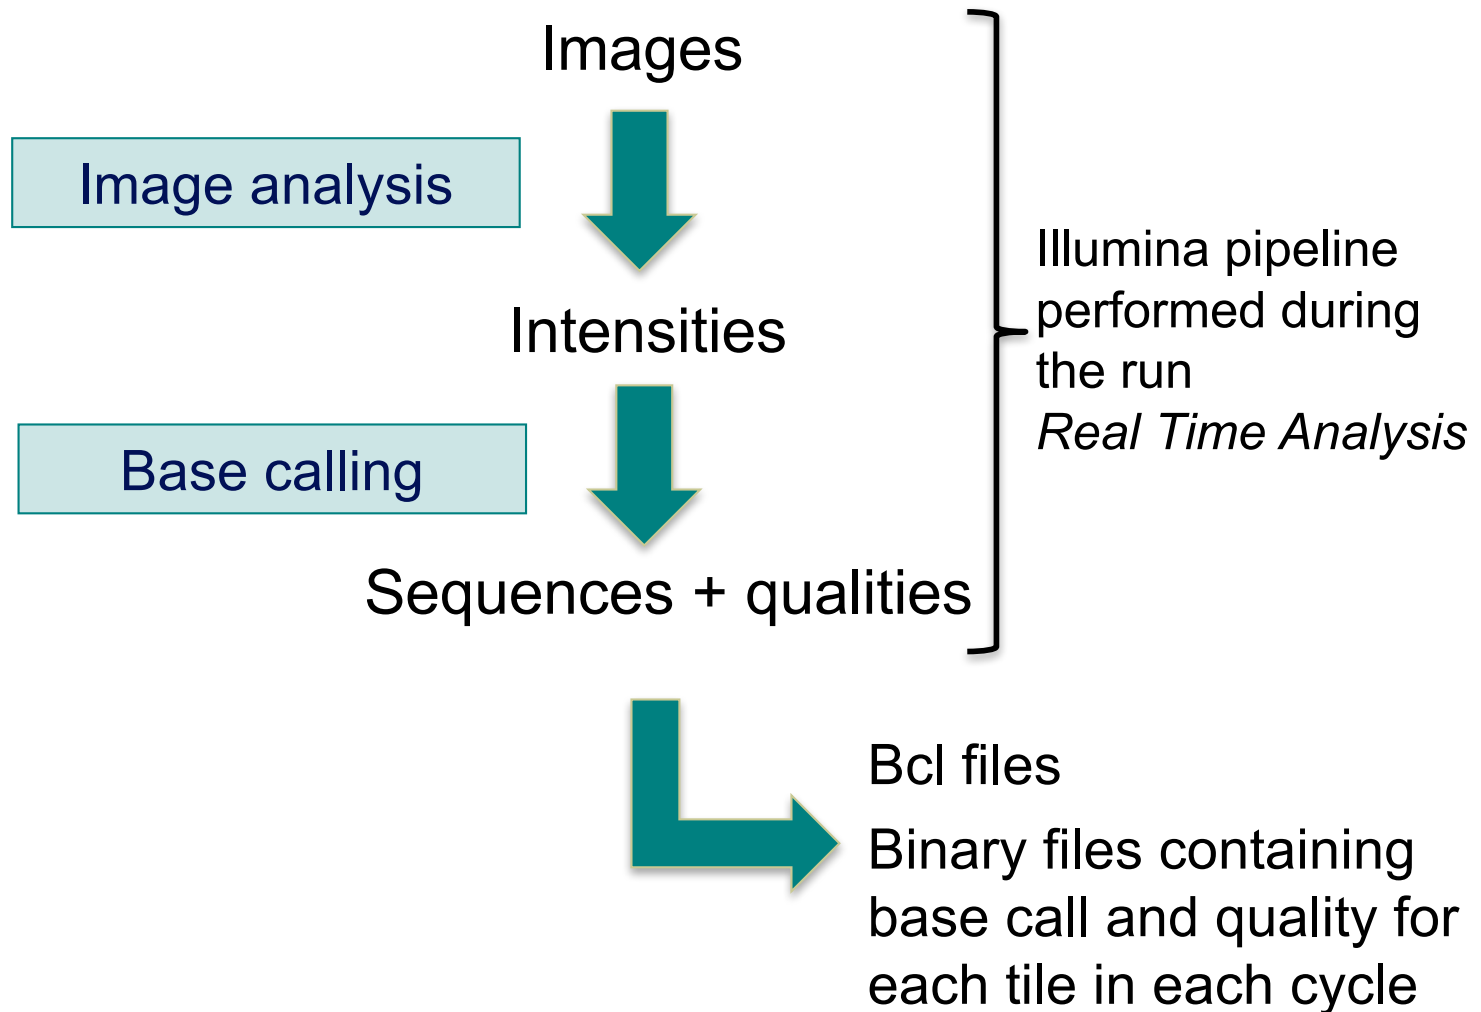 Images
Image analysis
Intensities
Illumina pipeline
performed during
the run
Real Time Analysis
Base calling
Sequences + qualities
Bcl files
Binary files containing
base call and quality for
each tile in each cycle